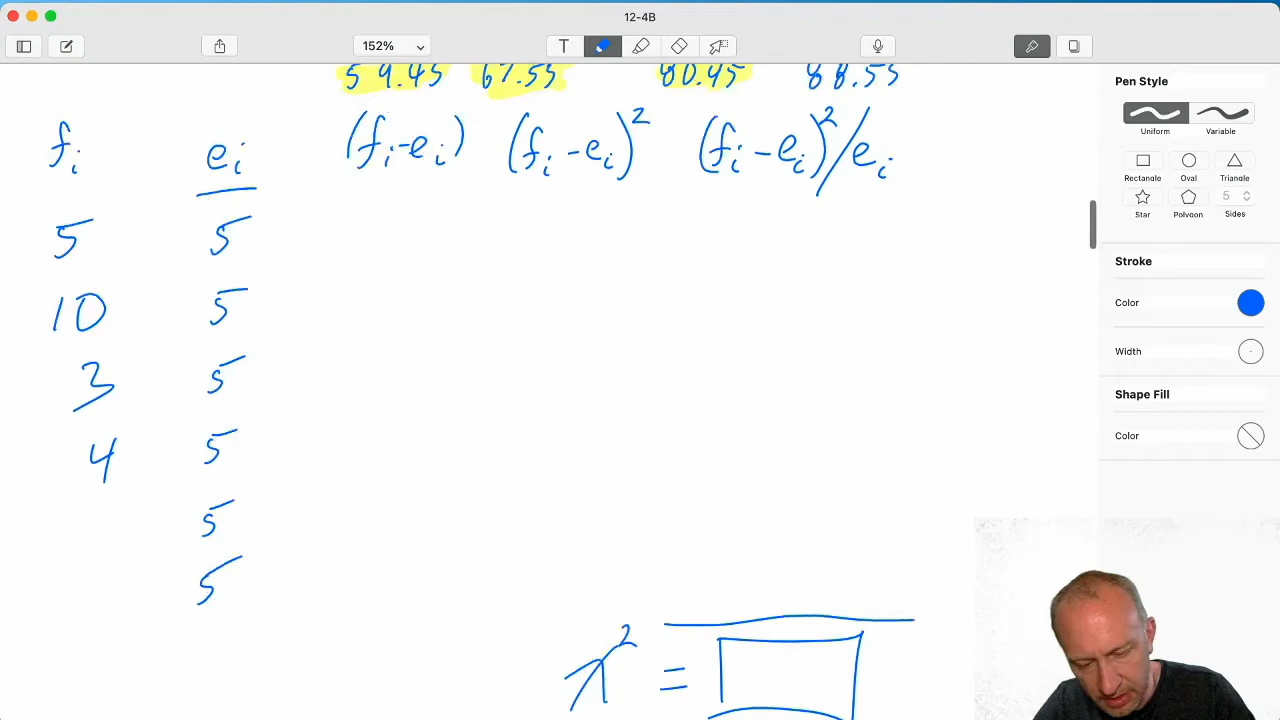 12-4B
152%
T
Pen Style
59.45 67.55 80.45 88.55
Uniform Variable
fᵢ eᵢ (fᵢ-eᵢ) (fᵢ-eᵢ)² (fᵢ-eᵢ)²/eᵢ
Rectangle Oval Triangle
5
Star Polygon Sides
5 5
Stroke
10 5
Color
Width
3 5
Shape Fill
4 5
Color
5
5
χ² =